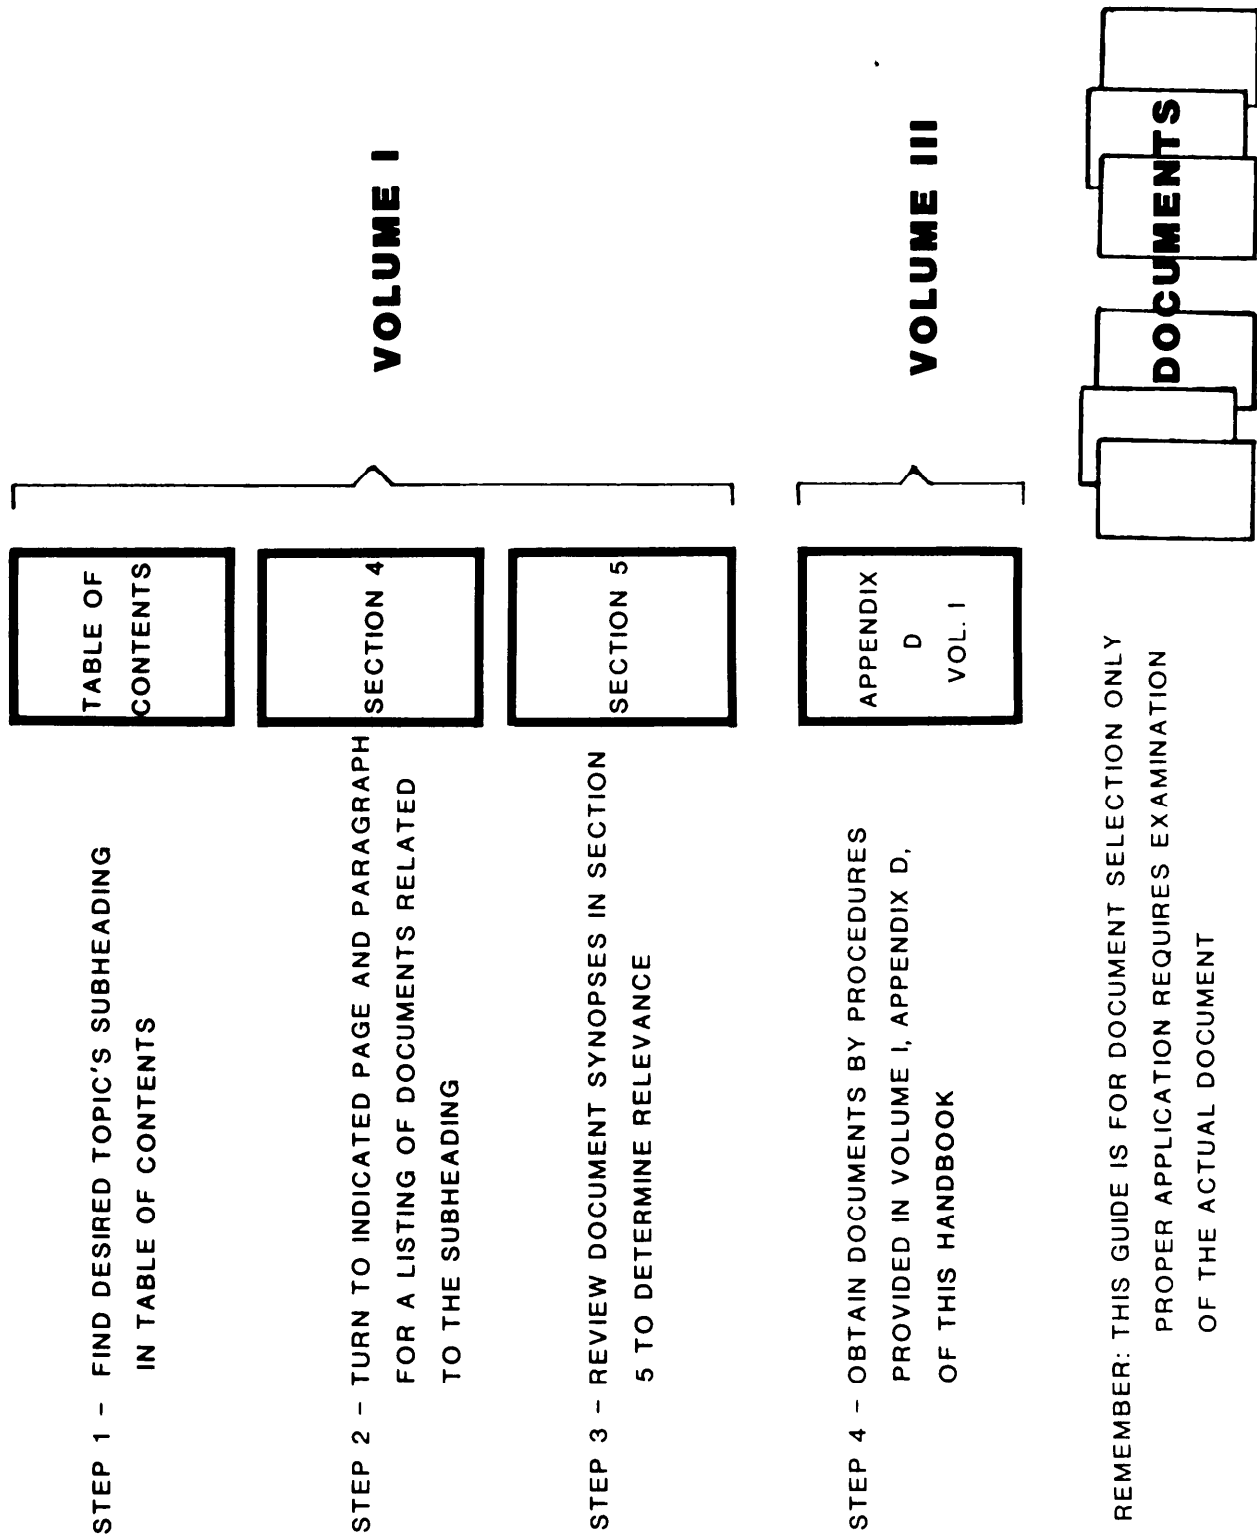 STEP 1 – FIND DESIRED TOPIC'S SUBHEADING
IN TABLE OF CONTENTS
TABLE OF
CONTENTS
STEP 2 – TURN TO INDICATED PAGE AND PARAGRAPH
FOR A LISTING OF DOCUMENTS RELATED
TO THE SUBHEADING
SECTION 4
STEP 3 – REVIEW DOCUMENT SYNOPSES IN SECTION
5 TO DETERMINE RELEVANCE
SECTION 5
VOLUME I
STEP 4 – OBTAIN DOCUMENTS BY PROCEDURES
PROVIDED IN VOLUME I, APPENDIX D,
OF THIS HANDBOOK
APPENDIX
D
VOL. I
VOLUME III
REMEMBER: THIS GUIDE IS FOR DOCUMENT SELECTION ONLY
PROPER APPLICATION REQUIRES EXAMINATION
OF THE ACTUAL DOCUMENT
DOCUMENTS